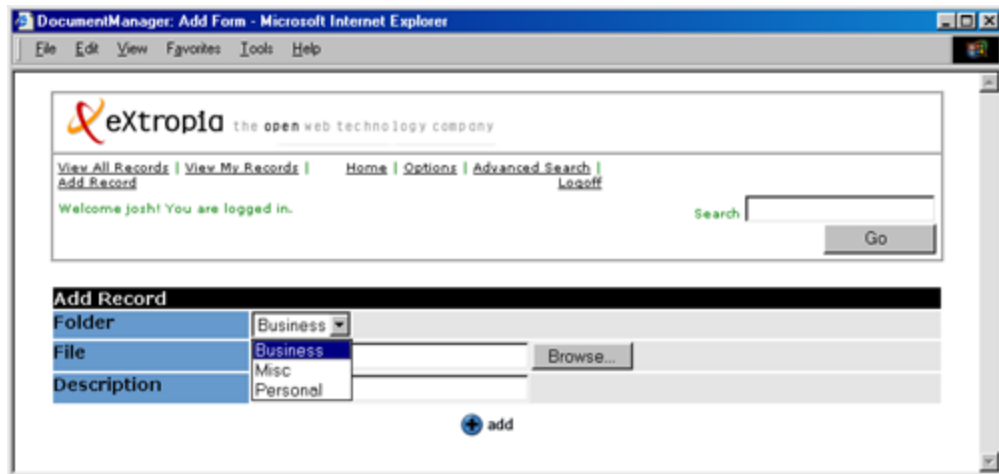 DocumentManager: Add Form - Microsoft Internet Explorer
File Edit View Favorites Tools Help
eXtropia the open web technology company
View All Records | View My Records | Home | Options | Advanced Search |
Add Record Logoff
Welcome josh! You are logged in.
Search
Go
Add Record
Folder Business
File Business Browse...
Misc
Description Personal
add